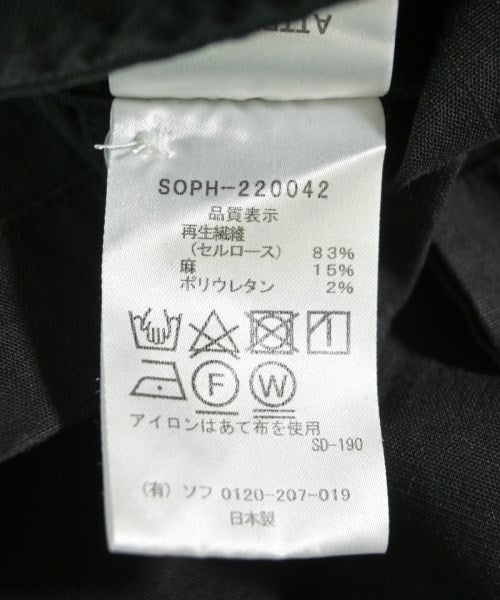 ATTE
SOPH-220042
品質表示
再生繊維
(セルロース) 83%
麻 15%
ポリウレタン 2%
F W
アイロンはあて布を使用
SD-190
(有) ソフ 0120-207-019
日本製